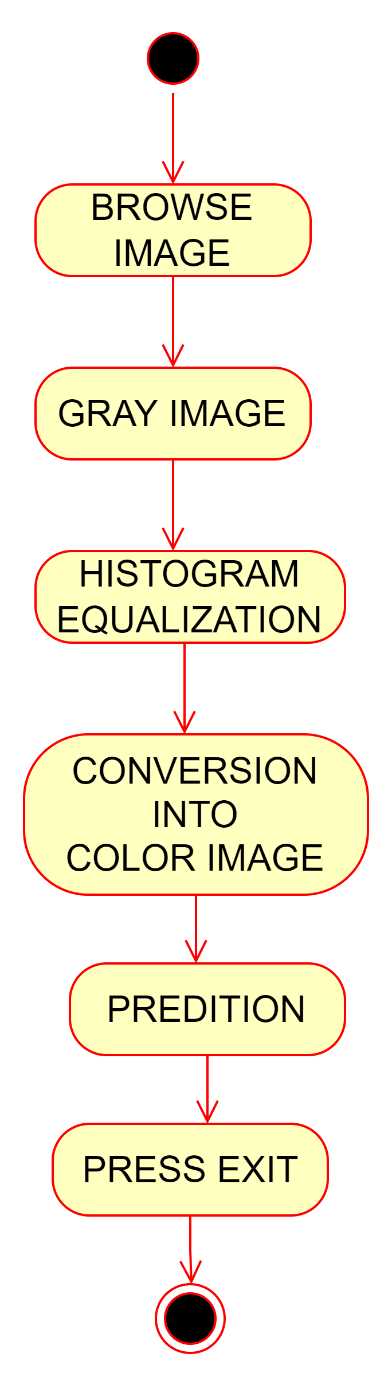 BROWSE
IMAGE
GRAY IMAGE
HISTOGRAM
EQUALIZATION
CONVERSION
INTO
COLOR IMAGE
PREDITION
PRESS EXIT